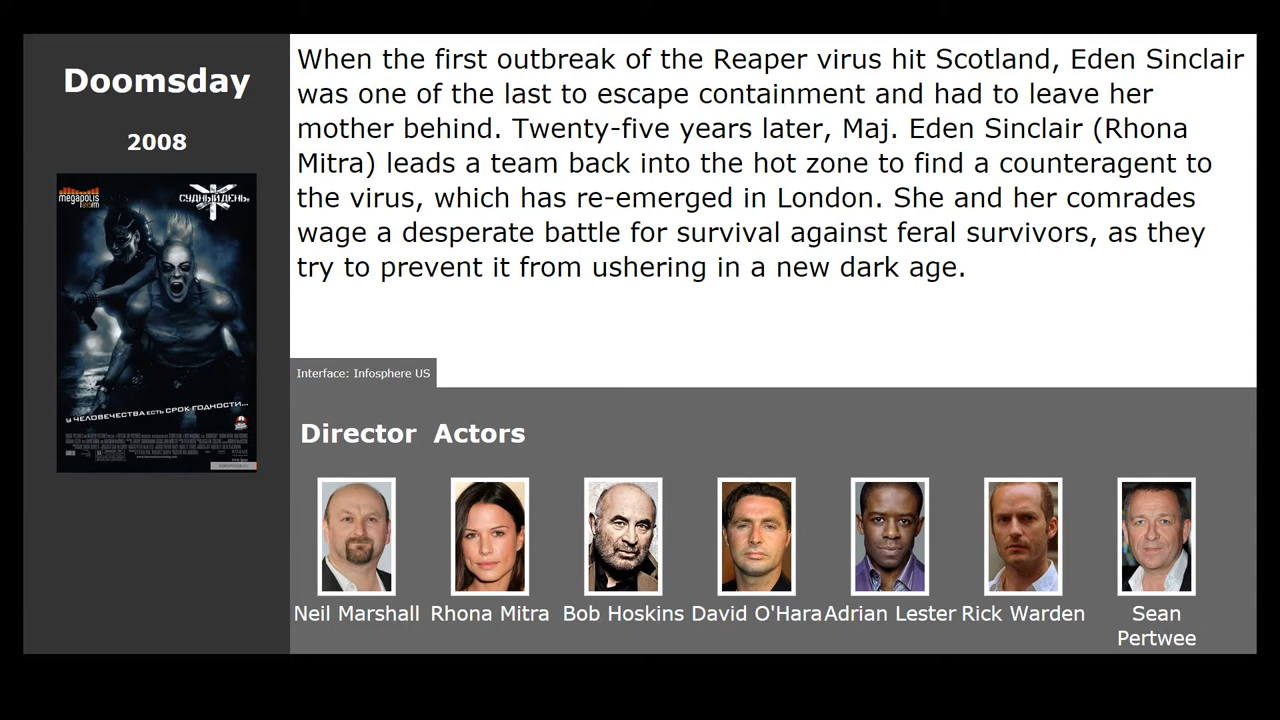 Doomsday
2008
megapolis
СУДНЫЙ ДЕНЬ
У ЧЕЛОВЕЧЕСТВА ЕСТЬ СРОК ГОДНОСТИ...
When the first outbreak of the Reaper virus hit Scotland, Eden Sinclair
was one of the last to escape containment and had to leave her
mother behind. Twenty-five years later, Maj. Eden Sinclair (Rhona
Mitra) leads a team back into the hot zone to find a counteragent to
the virus, which has re-emerged in London. She and her comrades
wage a desperate battle for survival against feral survivors, as they
try to prevent it from ushering in a new dark age.
Interface: Infosphere US
Director Actors
Neil Marshall Rhona Mitra Bob Hoskins David O'Hara Adrian Lester Rick Warden Sean
Pertwee